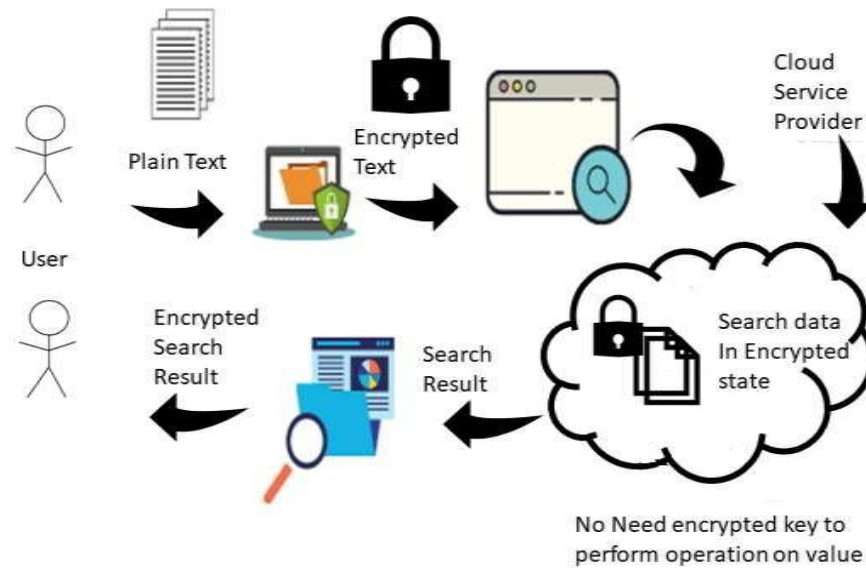 Plain Text
Encrypted
Text
Cloud
Service
Provider
User
Search data
In Encrypted
state
Search
Result
Encrypted
Search
Result
No Need encrypted key to
perform operation on value